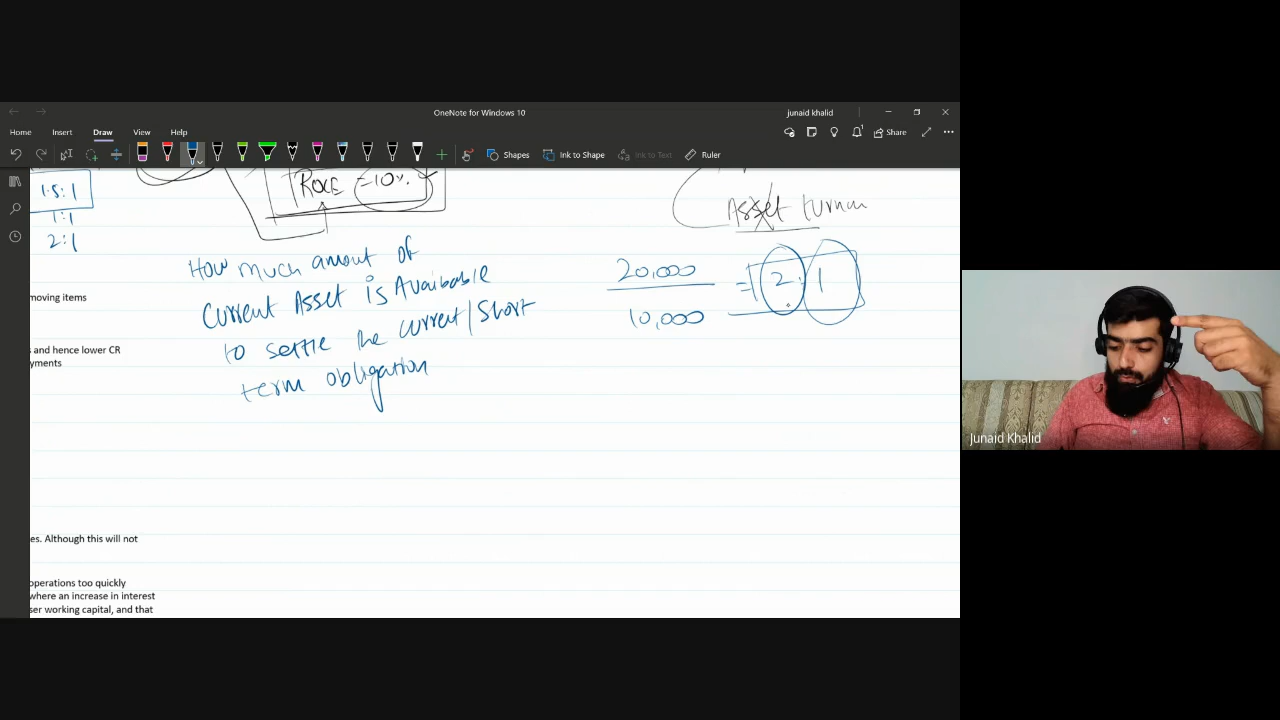 OneNote for Windows 10
junaid khalid
Home Insert Draw View Help
Share
Shapes
Ink to Shape
Ink to Text
Ruler
1.5:1
1:1
2:1
ROCE = 10%
Asset turn
How much amount of
current Asset is Avaibable
to settle the current/short
term obligation
20,000
10,000
= 2:1
moving items
s and hence lower CR
yments
es. Although this will not
operations too quickly
where an increase in interest
ser working capital, and that
Junaid Khalid